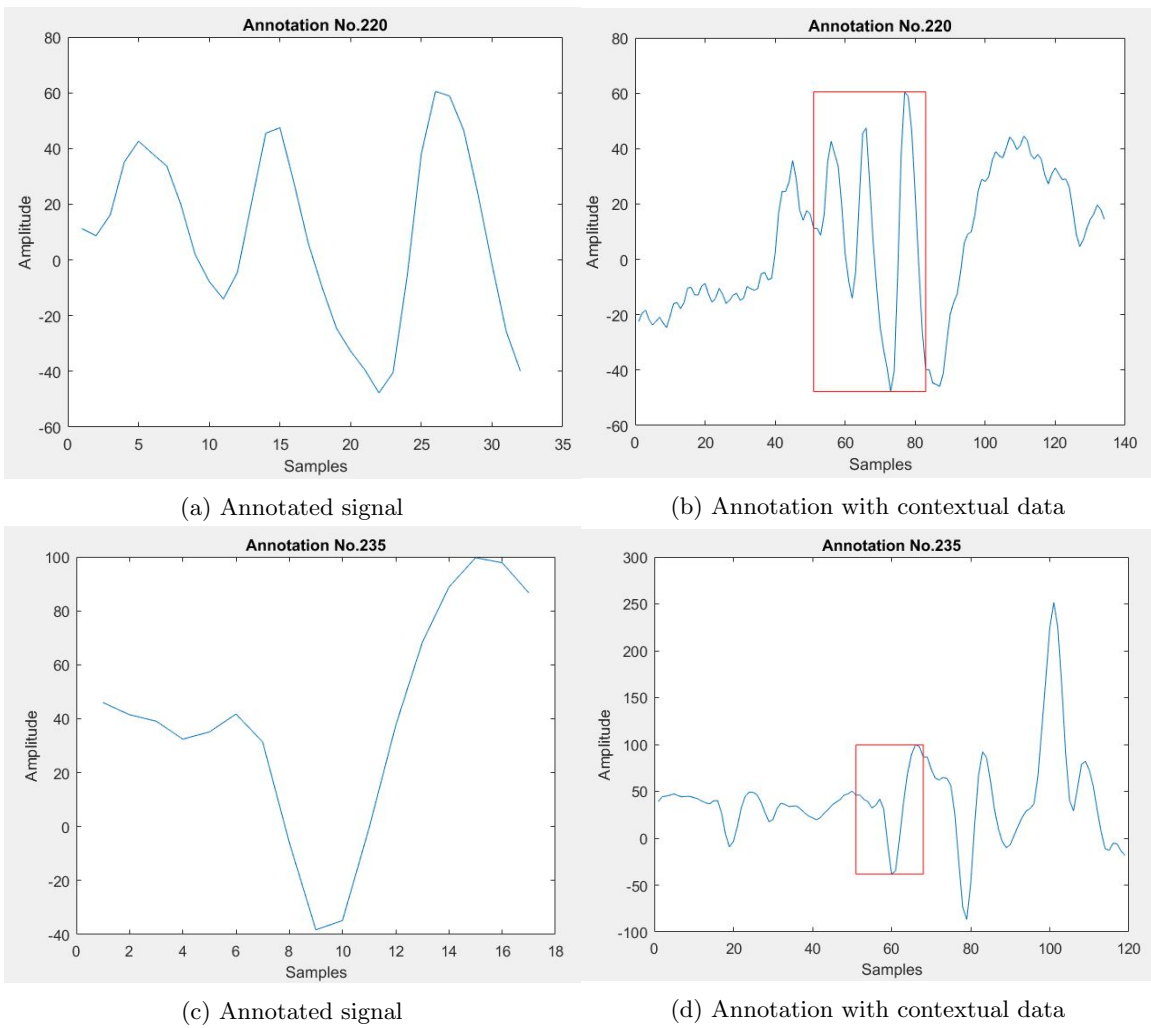 Annotation No.220
80
60
40
20
0
-20
-40
-60
Amplitude
0 5 10 15 20 25 30 35
Samples
(a) Annotated signal
Annotation No.220
80
60
40
20
0
-20
-40
-60
Amplitude
0 20 40 60 80 100 120 140
Samples
(b) Annotation with contextual data
Annotation No.235
100
80
60
40
20
0
-20
-40
Amplitude
0 2 4 6 8 10 12 14 16 18
Samples
(c) Annotated signal
Annotation No.235
300
250
200
150
100
50
0
-50
-100
Amplitude
0 20 40 60 80 100 120
Samples
(d) Annotation with contextual data